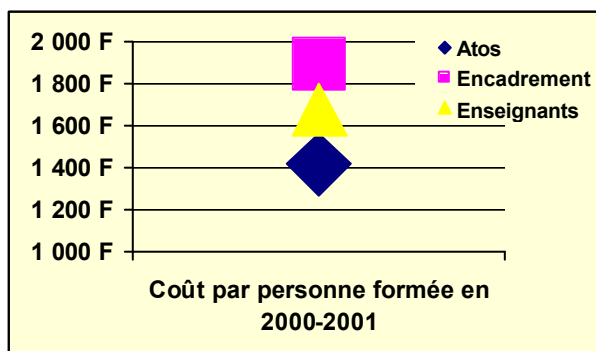 2 000 F
1 800 F
1 600 F
1 400 F
1 200 F
1 000 F
Atos
Encadrement
Enseignants
Coût par personne formée en
2000-2001